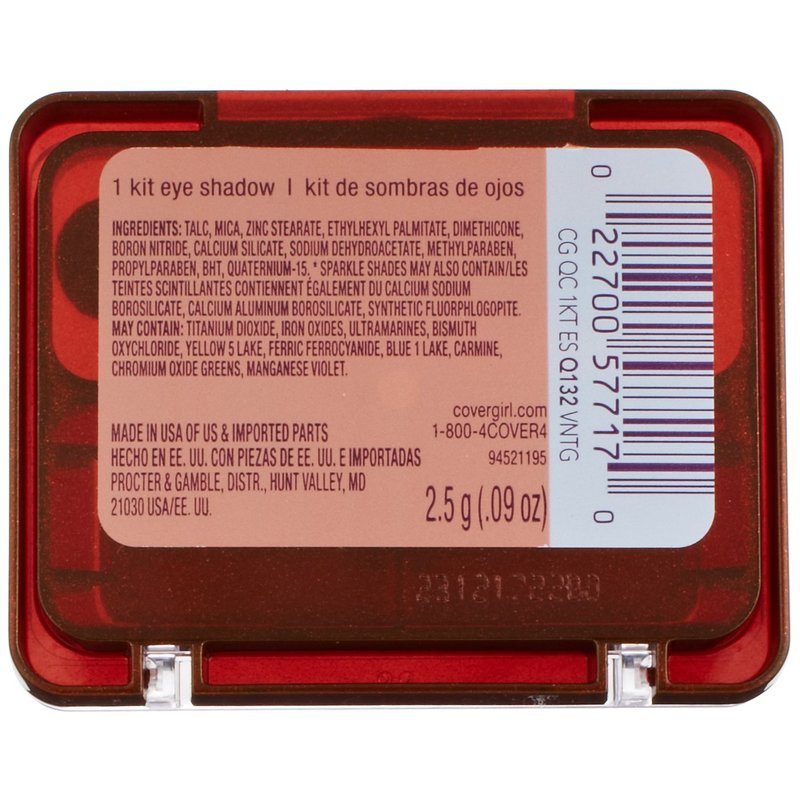 1 kit eye shadow | kit de sombras de ojos
INGREDIENTS: TALC, MICA, ZINC STEARATE, ETHYLHEXYL PALMITATE, DIMETHICONE,
BORON NITRIDE, CALCIUM SILICATE, SODIUM DEHYDROACETATE, METHYLPARABEN,
PROPYLPARABEN, BHT, QUATERNIUM-15. * SPARKLE SHADES MAY ALSO CONTAIN/LES
TEINTES SCINTILLANTES CONTIENNENT ÉGALEMENT DU CALCIUM SODIUM
BOROSILICATE, CALCIUM ALUMINUM BOROSILICATE, SYNTHETIC FLUORPHLOGOPITE.
MAY CONTAIN: TITANIUM DIOXIDE, IRON OXIDES, ULTRAMARINES, BISMUTH
OXYCHLORIDE, YELLOW 5 LAKE, FERRIC FERROCYANIDE, BLUE 1 LAKE, CARMINE,
CHROMIUM OXIDE GREENS, MANGANESE VIOLET.
covergirl.com
1-800-4COVER4
94521195
MADE IN USA OF US & IMPORTED PARTS
HECHO EN EE. UU. CON PIEZAS DE EE. UU. E IMPORTADAS
PROCTER & GAMBLE, DISTR., HUNT VALLEY, MD
21030 USA/EE. UU.
2.5 g (.09 oz)
CG QC 1KT ES Q132 VNTG
0 22700 57717 0